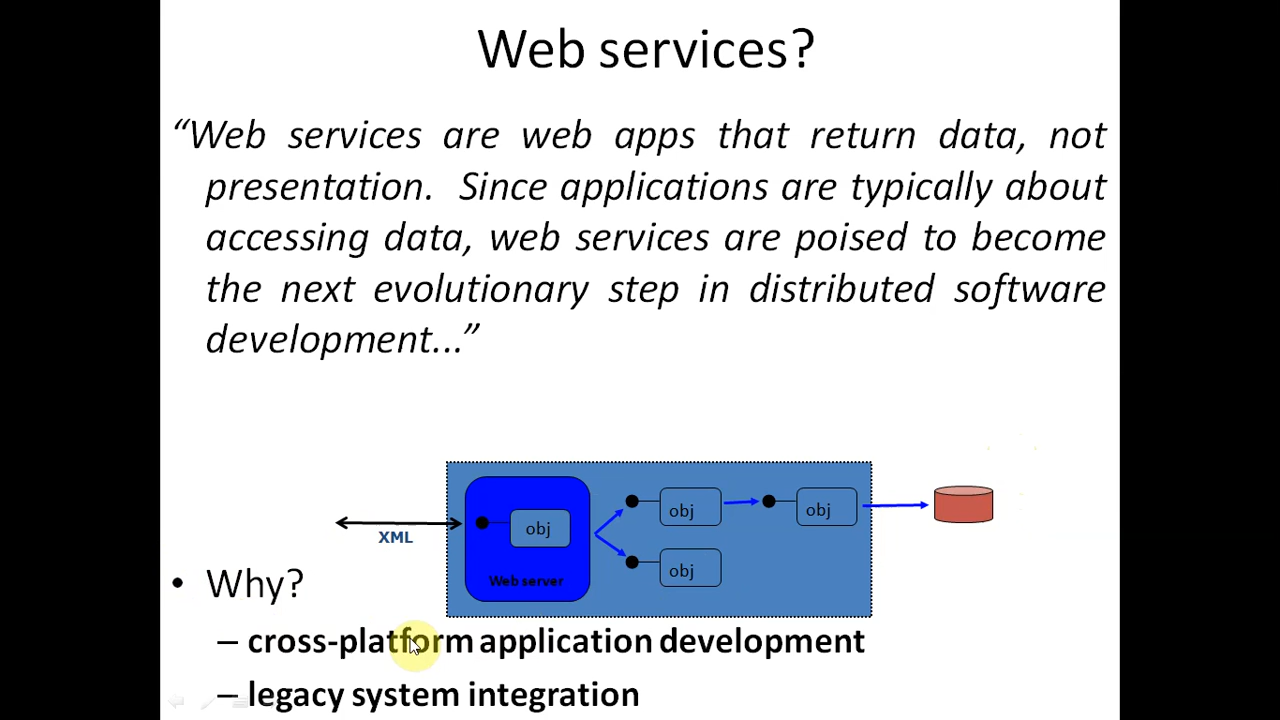 Web services?
“Web services are web apps that return data, not
presentation. Since applications are typically about
accessing data, web services are poised to become
the next evolutionary step in distributed software
development...”
obj
obj
obj
XML
obj
Web server
• Why?
– cross-platform application development
– legacy system integration